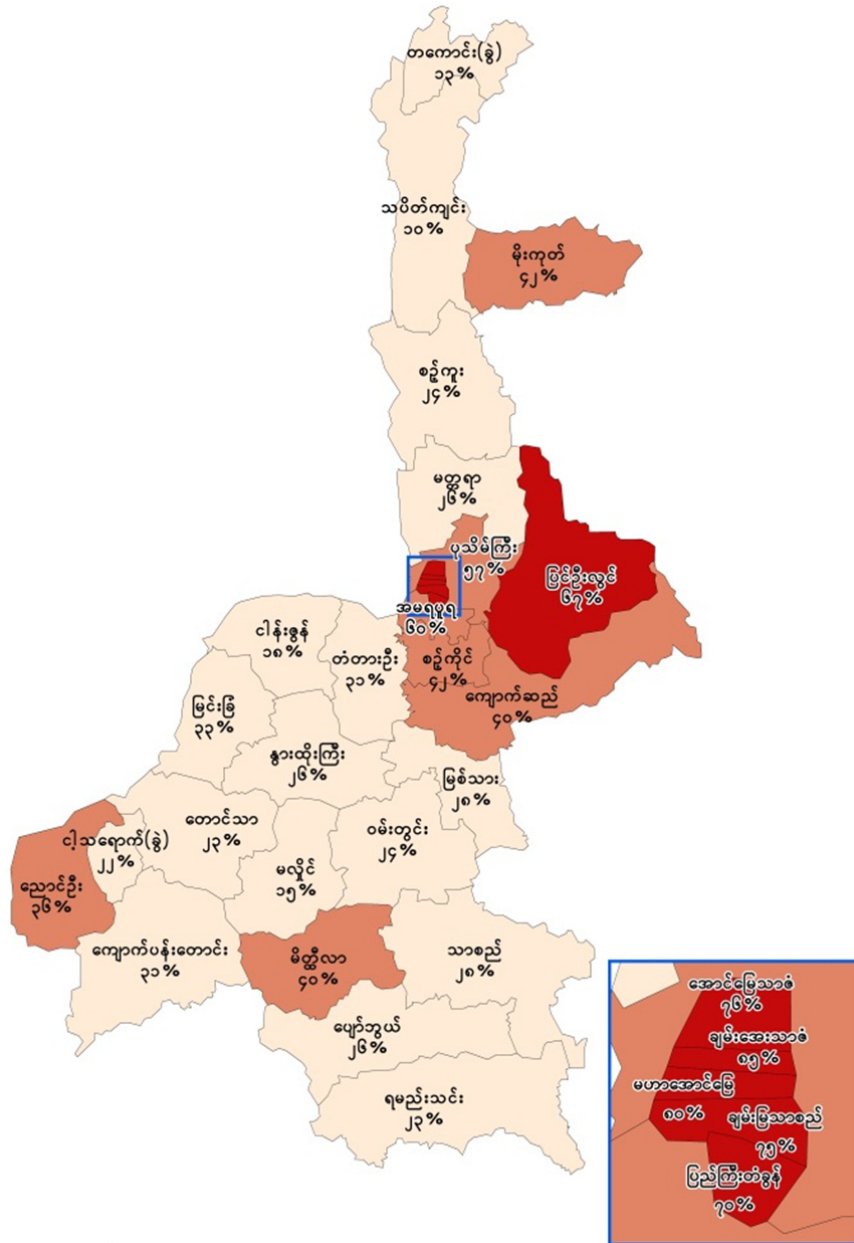 တကောင်း(ခွဲ)
၁၃%
သပိတ်ကျင်း
၁၀%
မိုးကုတ်
၄၂%
စဉ့်ကူး
၂၄%
မတ္တရာ
၂၆%
ပုသိမ်ကြီး
၅၇%
ပြင်ဦးလွင်
၆၇%
အမရပူရ
၆၀%
ငါန်းဇွန်
၁၈%
တံတားဦး
၃၁%
စဉ့်ကိုင်
၄၂%
ကျောက်ဆည်
၄၀%
မြင်းခြံ
၃၃%
နွားထိုးကြီး
၂၆%
မြစ်သား
၂၈%
တောင်သာ
၂၃%
ဝမ်းတွင်း
၂၄%
ငါ့သရောက်(ခွဲ)
၂၂%
မလှိုင်
၁၅%
ညောင်ဦး
၃၆%
ကျောက်ပန်းတောင်း
၃၁%
မိတ္ထီလာ
၄၀%
သာစည်
၂၈%
ပျော်ဘွယ်
၂၆%
ရမည်းသင်း
၂၃%
အောင်မြေသာဇံ
၇၆%
ချမ်းအေးသာဇံ
၈၅%
မဟာအောင်မြေ
၈၀%
ချမ်းမြသာစည်
၇၅%
ပြည်ကြီးတံခွန်
၇၀%